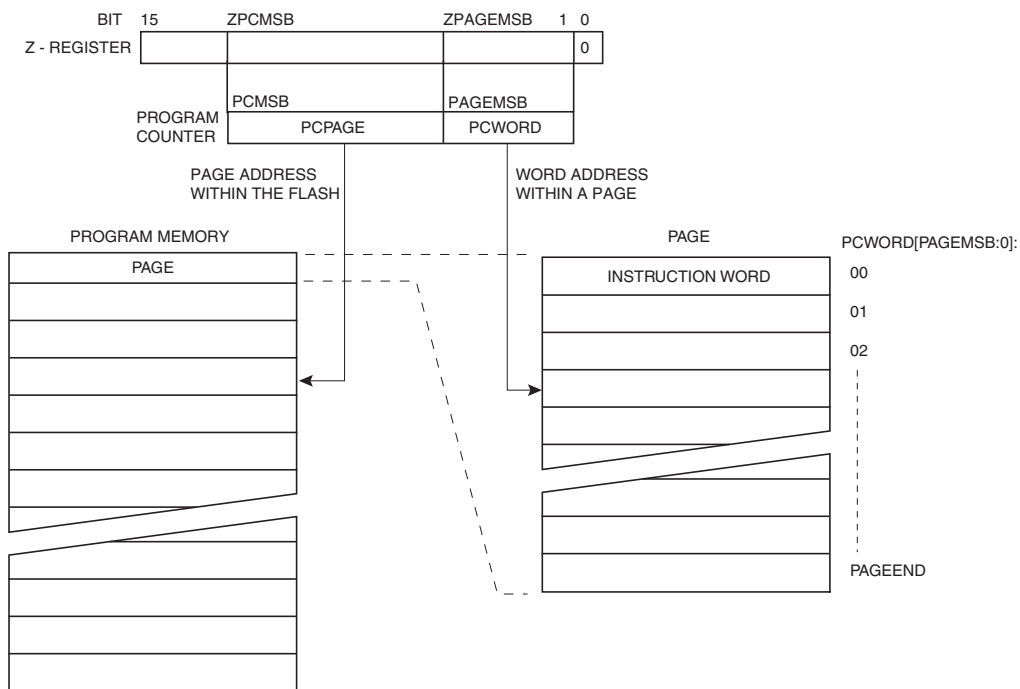 BIT 15 ZPCMSB ZPAGEMSB 1 0
Z - REGISTER 0
PCMSB PAGEMSB
PROGRAM
COUNTER
PCPAGE PCWORD
PAGE ADDRESS
WITHIN THE FLASH
WORD ADDRESS
WITHIN A PAGE
PROGRAM MEMORY
PAGE
PAGE
PCWORD[PAGEMSB:0]:
INSTRUCTION WORD 00
01
02
PAGEEND